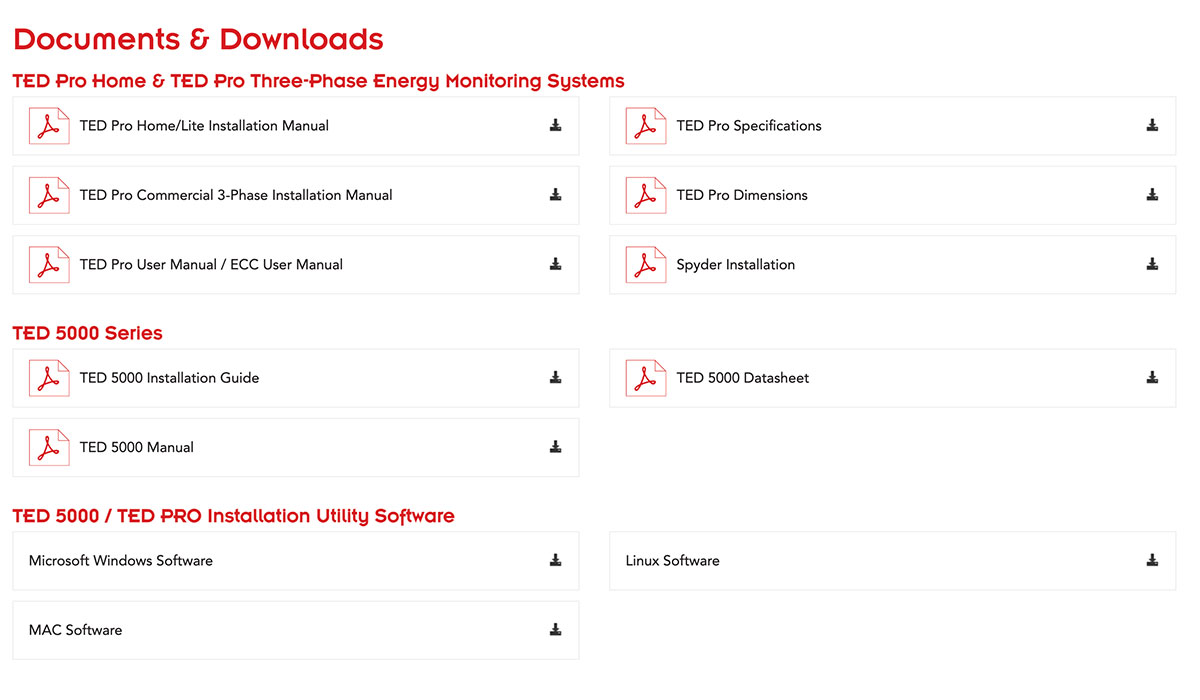 Documents & Downloads
TED Pro Home & TED Pro Three-Phase Energy Monitoring Systems
TED Pro Home/Lite Installation Manual
TED Pro Specifications
TED Pro Commercial 3-Phase Installation Manual
TED Pro Dimensions
TED Pro User Manual / ECC User Manual
Spyder Installation
TED 5000 Series
TED 5000 Installation Guide
TED 5000 Datasheet
TED 5000 Manual
TED 5000 / TED PRO Installation Utility Software
Microsoft Windows Software
Linux Software
MAC Software